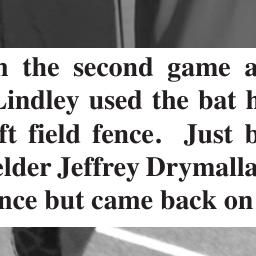 n the second game a
Lindley used the bat h
ft field fence. Just b
elder Jeffrey Drymalla
nce but came back on